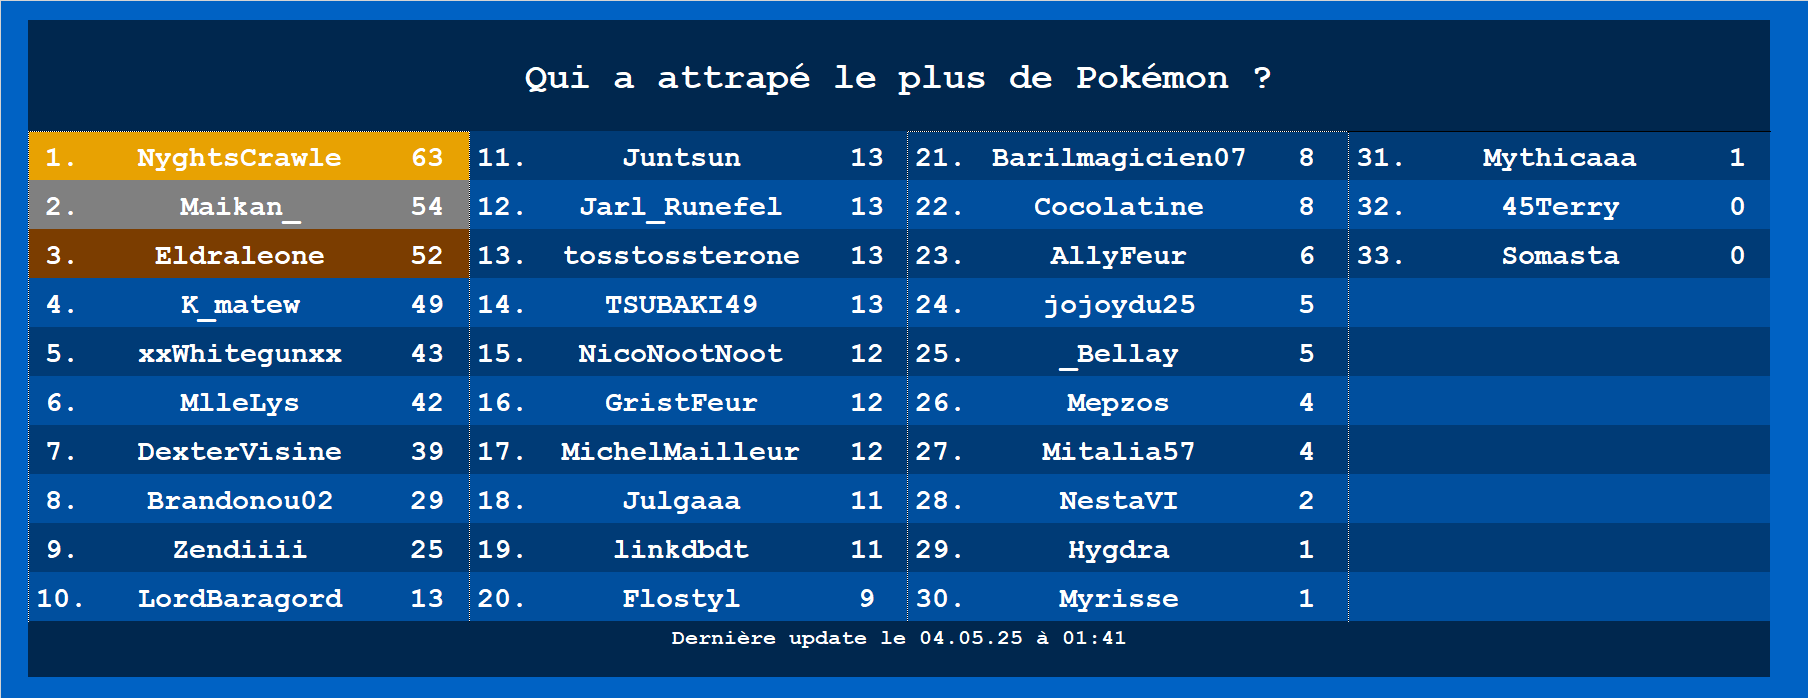 Qui a attrapé le plus de Pokémon ?
1. NyghtsCrawle 63
2. Maikan_ 54
3. Eldraleone 52
4. K_matew 49
5. xxWhitegunxx 43
6. MlleLys 42
7. DexterVisine 39
8. Brandonou02 29
9. Zendiiii 25
10. LordBaragord 13
11. Juntsun 13
12. Jarl_Runefel 13
13. tosstossterone 13
14. TSUBAKI49 13
15. NicoNootNoot 12
16. GristFeur 12
17. MichelMailleur 12
18. Julgaaa 11
19. linkdbdt 11
20. Flostyl 9
21. Barilmagicien07 8
22. Cocolatine 8
23. AllyFeur 6
24. jojoydu25 5
25. _Bellay 5
26. Mepzos 4
27. Mitalia57 4
28. NestaVI 2
29. Hygdra 1
30. Myrisse 1
31. Mythicaaa 1
32. 45Terry 0
33. Somasta 0
Dernière update le 04.05.25 à 01:41